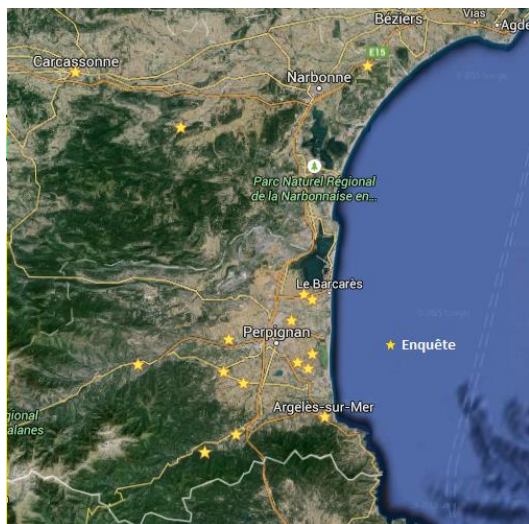 Béziers
Vias
Agde
Carcassonne
E15
Narbonne
Parc Naturel Régional
de la Narbonnaise en...
Le Barcarès
Perpignan
Enquête
Argelès-sur-Mer
gional
alanes